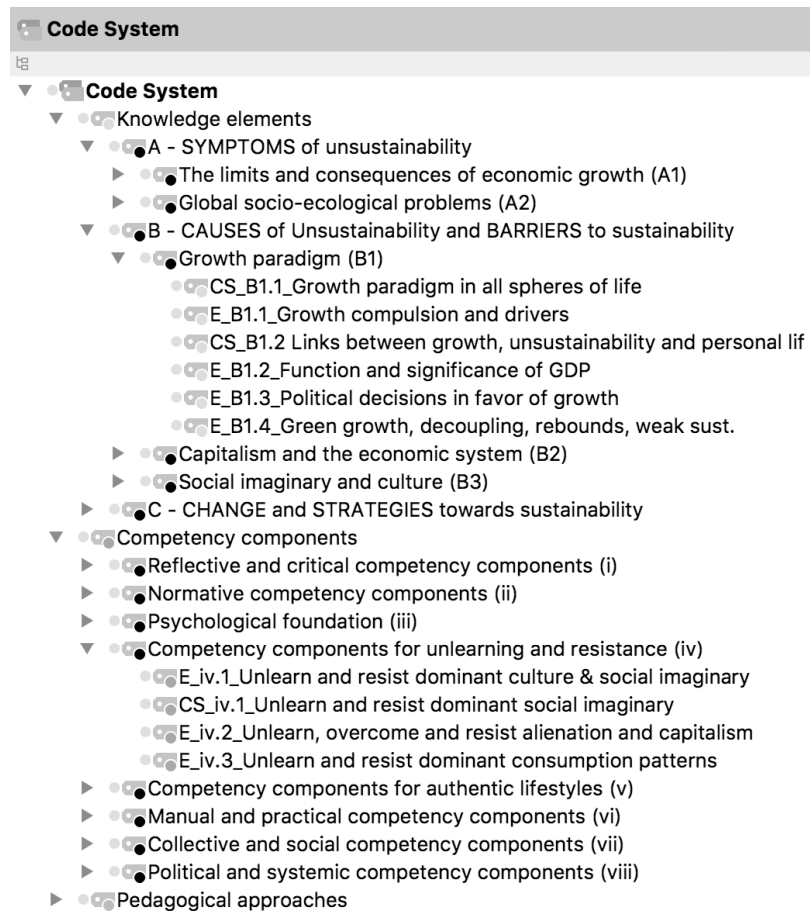 Code System
Code System
Knowledge elements
A - SYMPTOMS of unsustainability
The limits and consequences of economic growth (A1)
Global socio-ecological problems (A2)
B - CAUSES of Unsustainability and BARRIERS to sustainability
Growth paradigm (B1)
CS_B1.1_Growth paradigm in all spheres of life
E_B1.1_Growth compulsion and drivers
CS_B1.2 Links between growth, unsustainability and personal lif
E_B1.2_Function and significance of GDP
E_B1.3_Political decisions in favor of growth
E_B1.4_Green growth, decoupling, rebounds, weak sust.
Capitalism and the economic system (B2)
Social imaginary and culture (B3)
C - CHANGE and STRATEGIES towards sustainability
Competency components
Reflective and critical competency components (i)
Normative competency components (ii)
Psychological foundation (iii)
Competency components for unlearning and resistance (iv)
E_iv.1_Unlearn and resist dominant culture & social imaginary
CS_iv.1_Unlearn and resist dominant social imaginary
E_iv.2_Unlearn, overcome and resist alienation and capitalism
E_iv.3_Unlearn and resist dominant consumption patterns
Competency components for authentic lifestyles (v)
Manual and practical competency components (vi)
Collective and social competency components (vii)
Political and systemic competency components (viii)
Pedagogical approaches